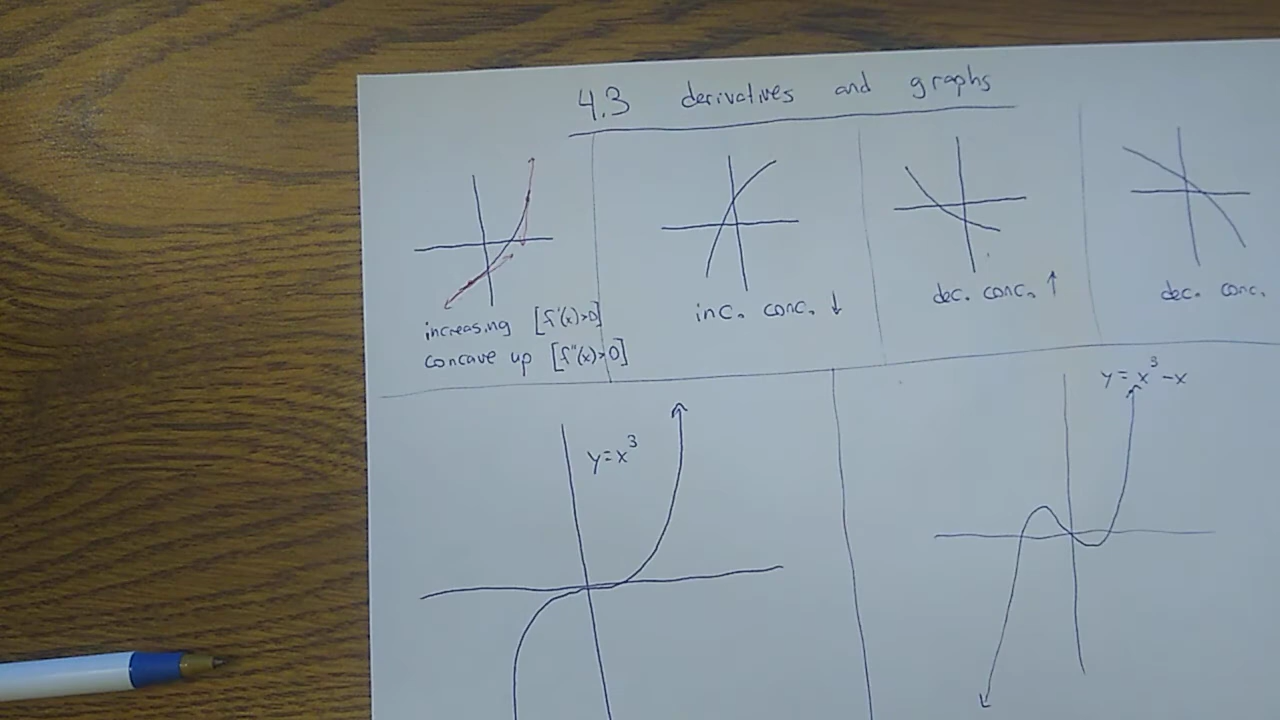 4.3 derivatives and graphs
increasing [f'(x)>0]
concave up [f"(x)>0]
inc. conc. ↓
dec. conc. ↑
dec. conc.
y=x³
y=x³-x